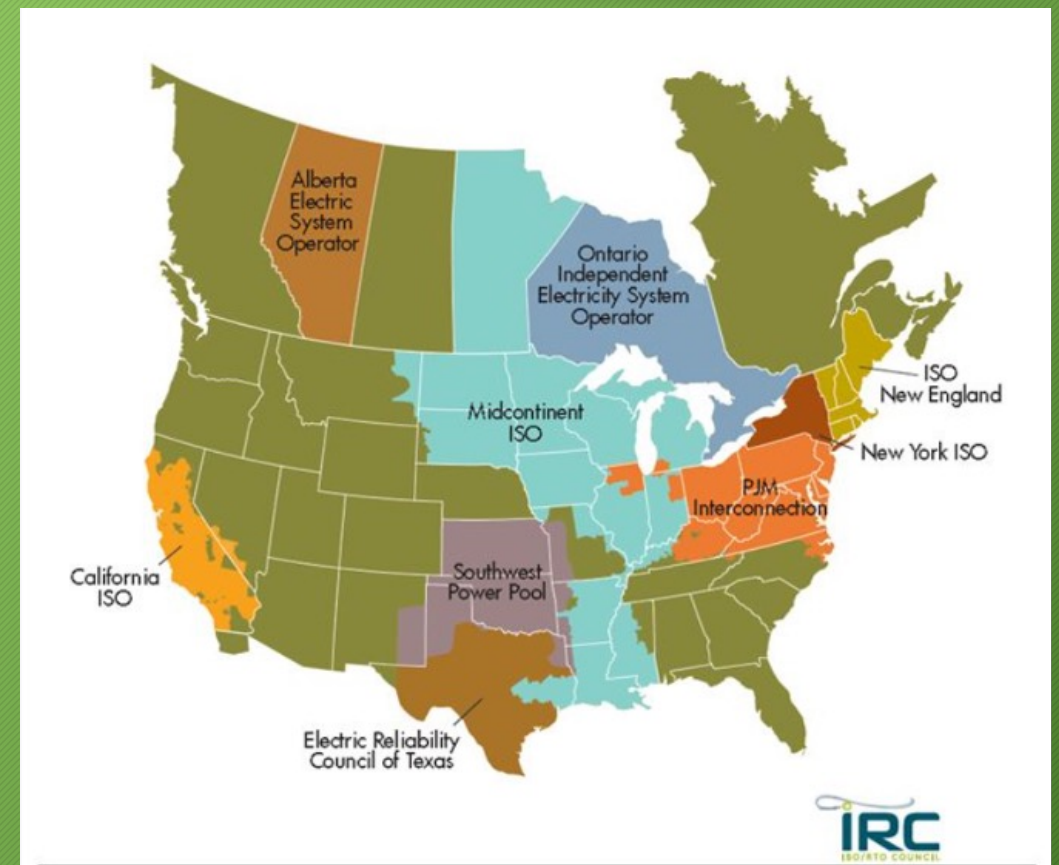 Alberta
Electric
System
Operator
Ontario
Independent
Electricity System
Operator
ISO
New England
Midcontinent
ISO
New York ISO
PJM
Interconnection
California
ISO
Southwest
Power Pool
Electric Reliability
Council of Texas
IRC
ISO/RTO COUNCIL